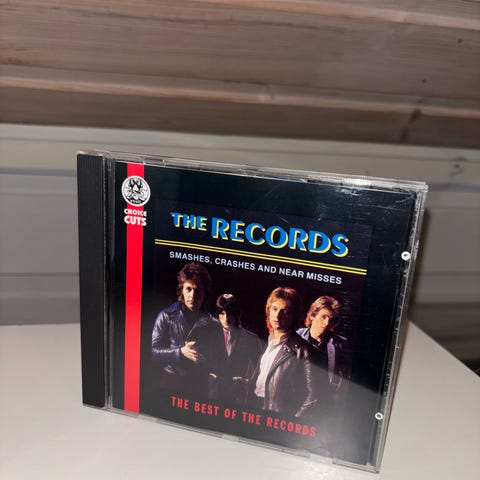 CHOICE
CUTS
THE RECORDS
SMASHES, CRASHES AND NEAR MISSES
THE BEST OF THE RECORDS